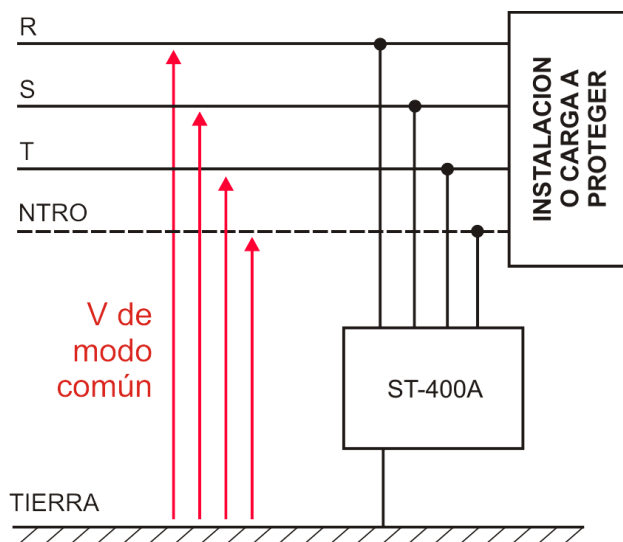 R
S
T
NTRO
INSTALACION
O CARGA A
PROTEGER
V de
modo
común
ST-400A
TIERRA